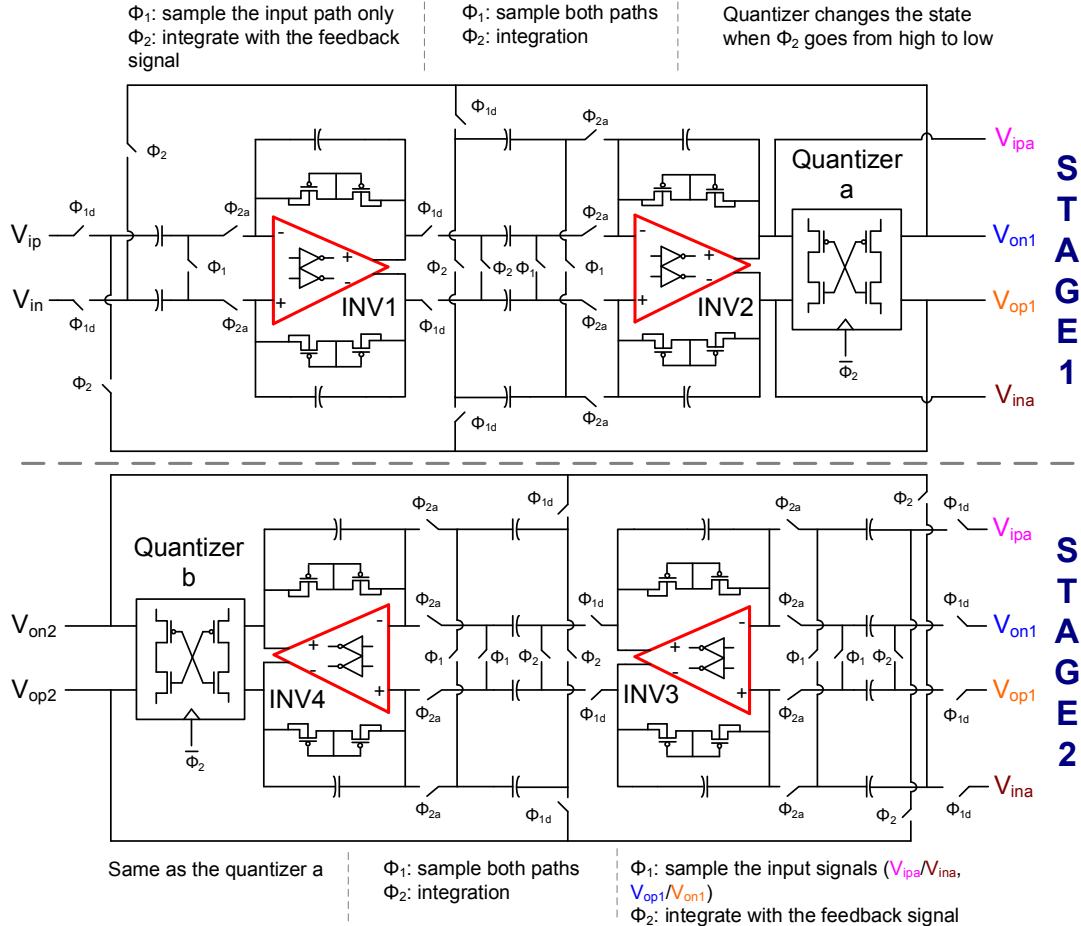 Φ1: sample the input path only
Φ2: integrate with the feedback
signal
Φ1: sample both paths
Φ2: integration
Quantizer changes the state
when Φ2 goes from high to low
Φ1d
Φ2
Φ2a
Vipa
Quantizer
a
Φ1d
Φ2a
Φ1d
Φ2a
Vip
Von1
-
+
-
+
Φ1
Φ2
Φ2
Φ1
Φ1
Vin
Vop1
+
-
+
-
INV1
INV2
Φ1d
Φ2a
Φ1d
Φ2a
Φ̅2
Φ2
Φ2a
Vina
Φ1d
STAGE1
Φ2
Φ2a
Φ1d
Φ2a
Φ1d
Vipa
Quantizer
b
Φ2a
Φ1d
Φ2a
Φ1d
Von2
Von1
+
-
+
-
Φ1
Φ1
Φ2
Φ2
Φ1
Φ1
Φ2
Vop2
Vop1
-
+
-
+
INV4
INV3
Φ2a
Φ1d
Φ2a
Φ1d
Φ̅2
Φ2a
Φ1d
Φ2a
Φ2
Φ1d
Vina
STAGE2
Same as the quantizer a
Φ1: sample both paths
Φ2: integration
Φ1: sample the input signals (Vipa/Vina,
Vop1/Von1)
Φ2: integrate with the feedback signal